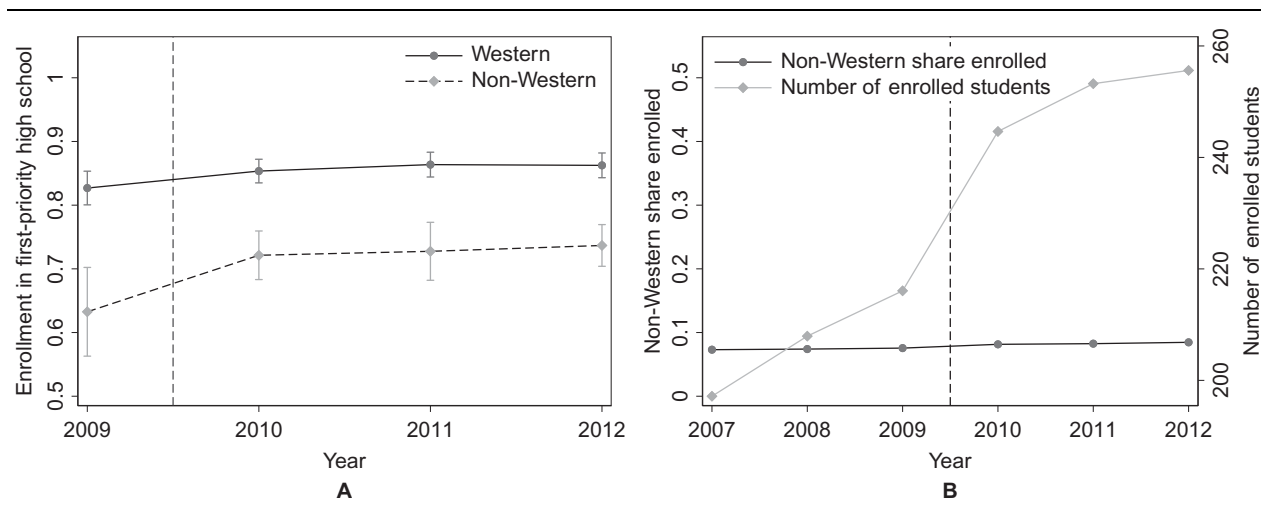 Enrollment in first-priority high school
1
0.9
0.8
0.7
0.6
0.5
Western
Non-Western
2009 2010 2011 2012
Year
A
Non-Western share enrolled
0.5
0.4
0.3
0.2
0.1
0
Non-Western share enrolled
Number of enrolled students
260
240
220
200
Number of enrolled students
2007 2008 2009 2010 2011 2012
Year
B